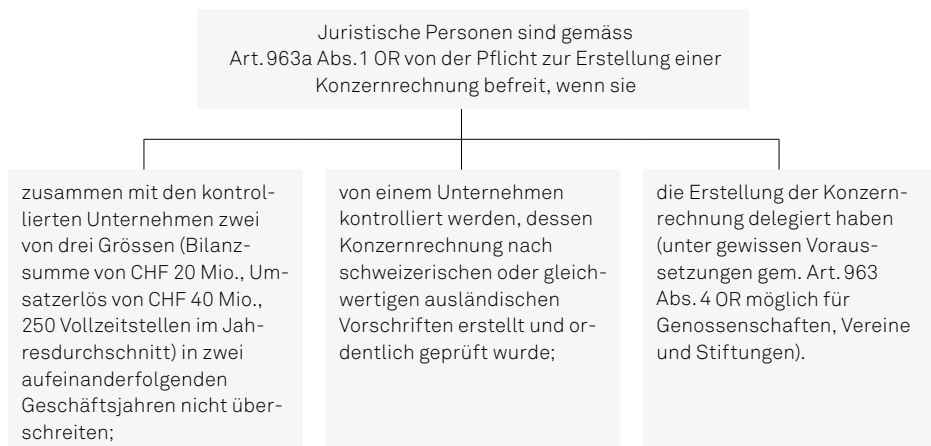 Juristische Personen sind gemäss
Art. 963a Abs. 1 OR von der Pflicht zur Erstellung einer
Konzernrechnung befreit, wenn sie
zusammen mit den kontrol-
lierten Unternehmen zwei
von drei Grössen (Bilanz-
summe von CHF 20 Mio., Um-
satzerlös von CHF 40 Mio.,
250 Vollzeitstellen im Jah-
resdurchschnitt) in zwei
aufeinanderfolgenden
Geschäftsjahren nicht über-
schreiten;
von einem Unternehmen
kontrolliert werden, dessen
Konzernrechnung nach
schweizerischen oder gleich-
wertigen ausländischen
Vorschriften erstellt und or-
dentlich geprüft wurde;
die Erstellung der Konzern-
rechnung delegiert haben
(unter gewissen Voraus-
setzungen gem. Art. 963
Abs. 4 OR möglich für
Genossenschaften, Vereine
und Stiftungen).